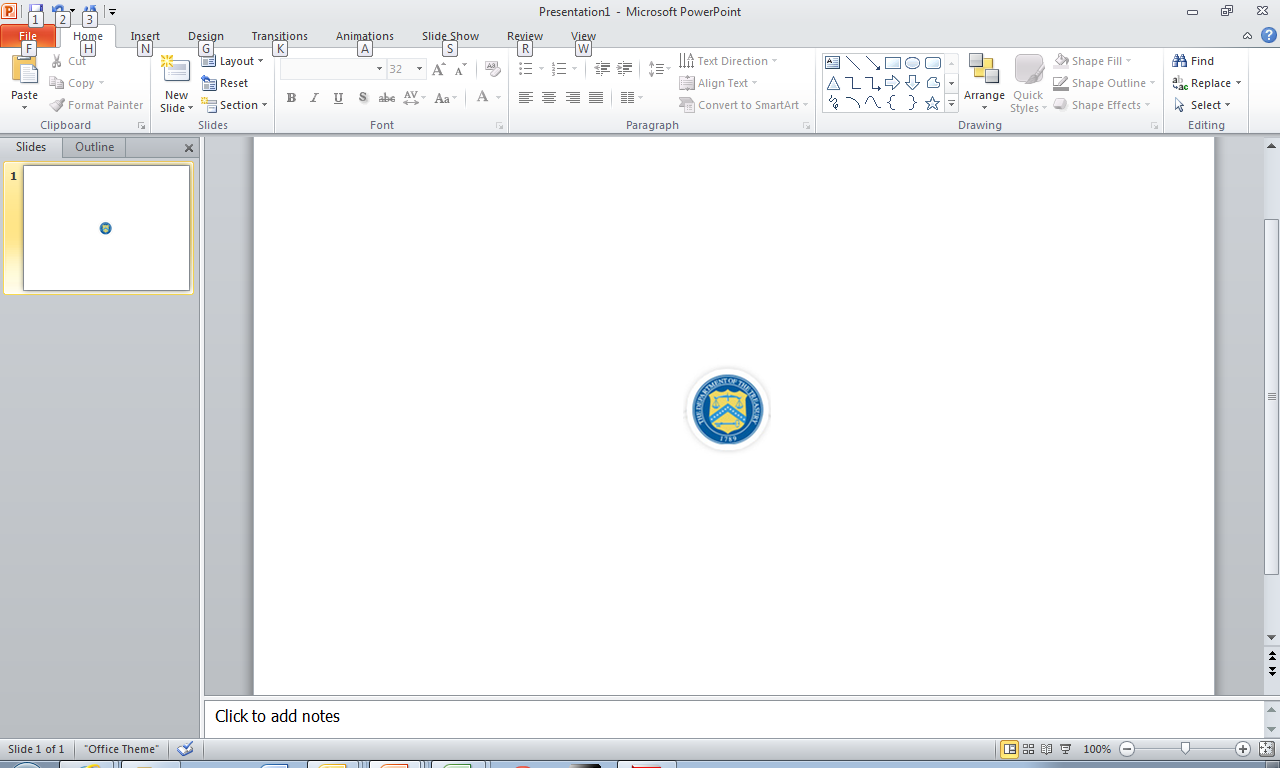 Presentation1 - Microsoft PowerPoint
1 2 3
File Home Insert Design Transitions Animations Slide Show Review View
F H N G K A S R W
Paste
Cut
Copy
Format Painter
Clipboard
New Slide
Layout
Reset
Section
Slides
32
B I U S abc AV Aa A
Font
Text Direction
Align Text
Convert to SmartArt
Paragraph
Arrange
Quick Styles
Shape Fill
Shape Outline
Shape Effects
Drawing
Find
Replace
Select
Editing
Slides Outline
1
THE DEPARTMENT OF THE TREASURY
1789
Click to add notes
Slide 1 of 1 "Office Theme" 100%